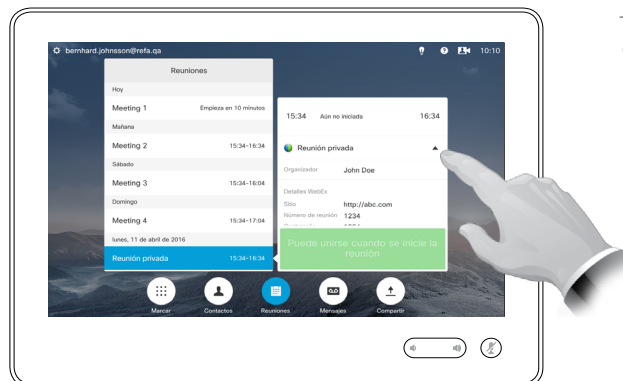 bernhard.johnsson@refa.qa
10:10
Reuniones
Hoy
Meeting 1 Empieza en 10 minutos
Mañana
Meeting 2 15:34-16:34
Sábado
Meeting 3 15:34-16:04
Domingo
Meeting 4 15:34-17:04
lunes, 11 de abril de 2016
Reunión privada 15:34-16:34
15:34 Aún no iniciada 16:34
Reunión privada
Organizador John Doe
Detalles WebEx
Sitio http://abc.com
Número de reunión 1234
Puede unirse cuando se inicie la
reunión
Marcar Contactos Reuniones Mensajes Compartir